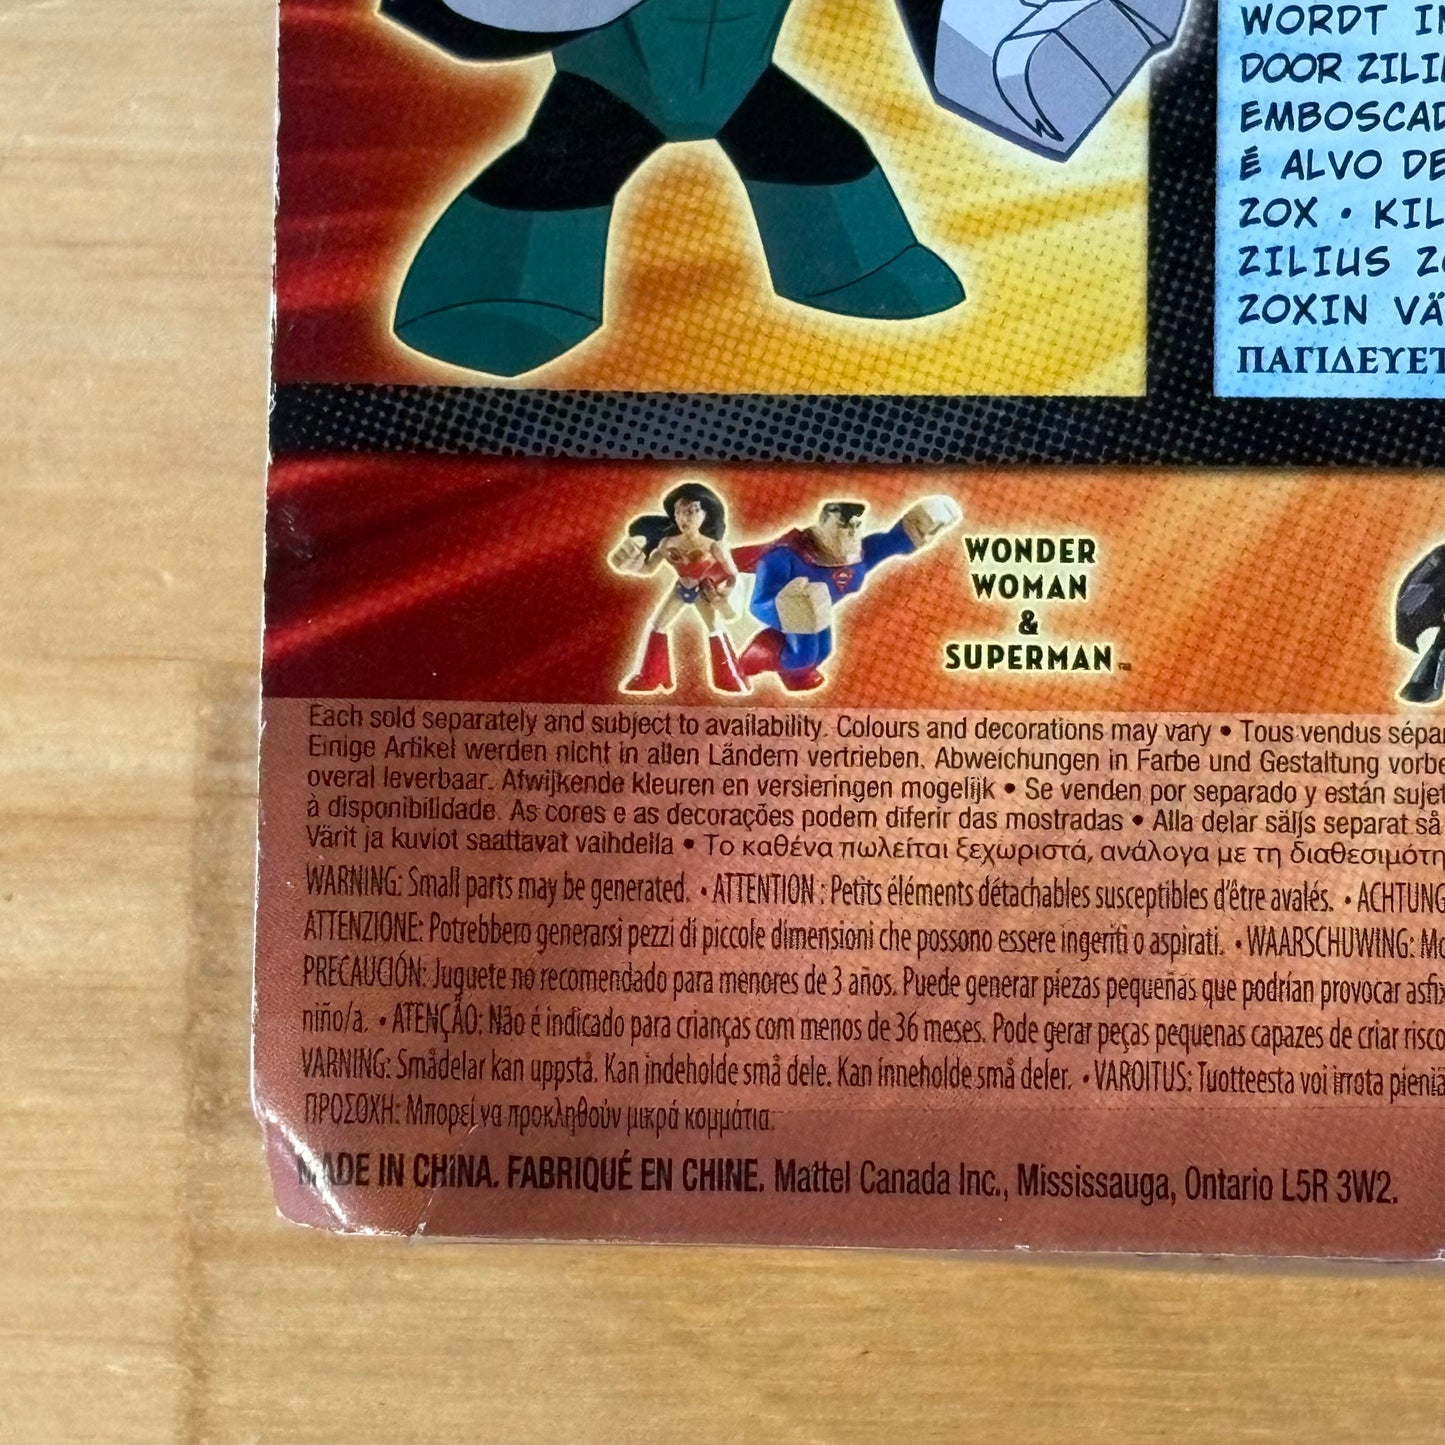 WORDT
DOOR
EMBOSCAD
É ALVO DE
ZOX • KIL
ZILIUS
ZOXIN VÄ
ΠΑΓΙΔΕΥΕΤ
WONDER
WOMAN
&
SUPERMAN™
Each sold separately and subject to availability. Colours and decorations may vary • Tous vendus sépar
Einige Artikel werden nicht in allen Ländern vertrieben. Abweichungen in Farbe und Gestaltung vorbe
overal leverbaar. Afwijkende kleuren en versieringen mogelijk • Se venden por separado y están sujet
à disponibilidade. As cores e as decorações podem diferir das mostradas • Alla delar säljs separat så
Värit ja kuviot saattavat vaihdella • Το καθένα πωλείται ξεχωριστά, ανάλογα με τη διαθεσιμότη
WARNING: Small parts may be generated. • ATTENTION : Petits éléments détachables susceptibles d'être avalés. • ACHTUNG
ATTENZIONE: Potrebbero generarsi pezzi di piccole dimensioni che possono essere ingeriti o aspirati. • WAARSCHUWING: Mo
PRECAUCIÓN: Juguete no recomendado para menores de 3 años. Puede generar piezas pequeñas que podrían provocar asfix
niño/a. • ATENÇÃO: Não é indicado para crianças com menos de 36 meses. Pode gerar peças pequenas capazes de criar risco
VARNING: Smådelar kan uppstå. Kan indeholde små dele. Kan inneholde små deler. • VAROITUS: Tuotteesta voi irrota pieniä
ΠΡΟΣΟΧΗ: Μπορεί να προκληθούν μικρά κομμάτια.
MADE IN CHINA. FABRIQUÉ EN CHINE. Mattel Canada Inc., Mississauga, Ontario L5R 3W2.